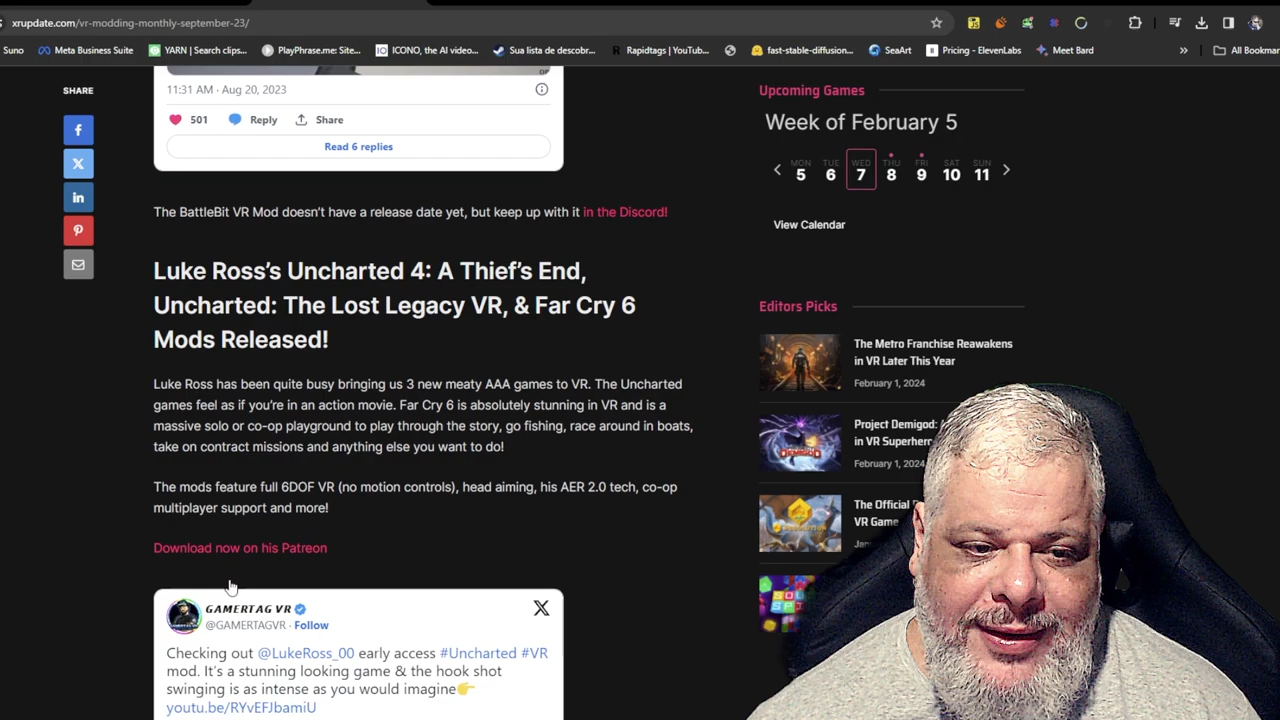 xrupdate.com/vr-modding-monthly-september-23/
Suno
Meta Business Suite
YARN | Search clips...
PlayPhrase.me: Site...
ICONO, the AI video...
Sua lista de descobr...
Rapidtags | YouTub...
fast-stable-diffusion...
SeaArt
Pricing - ElevenLabs
Meet Bard
»
All Bookmar
SHARE
11:31 AM · Aug 20, 2023
501
Reply
Share
Read 6 replies
The BattleBit VR Mod doesn't have a release date yet, but keep up with it in the Discord!
Luke Ross's Uncharted 4: A Thief's End,
Uncharted: The Lost Legacy VR, & Far Cry 6
Mods Released!
Luke Ross has been quite busy bringing us 3 new meaty AAA games to VR. The Uncharted
games feel as if you're in an action movie. Far Cry 6 is absolutely stunning in VR and is a
massive solo or co-op playground to play through the story, go fishing, race around in boats,
take on contract missions and anything else you want to do!
The mods feature full 6DOF VR (no motion controls), head aiming, his AER 2.0 tech, co-op
multiplayer support and more!
Download now on his Patreon
GAMERTAG VR
@GAMERTAGVR · Follow
Checking out @LukeRoss_00 early access #Uncharted #VR
mod. It's a stunning looking game & the hook shot
swinging is as intense as you would imagine👉
youtu.be/RYvEFJbamiU
Upcoming Games
Week of February 5
MON TUE WED THU FRI SAT SUN
5 6 7 8 9 10 11
View Calendar
Editors Picks
The Metro Franchise Reawakens
in VR Later This Year
February 1, 2024
Project Demigod:
in VR Superher
February 1, 2024
The Official
VR Game